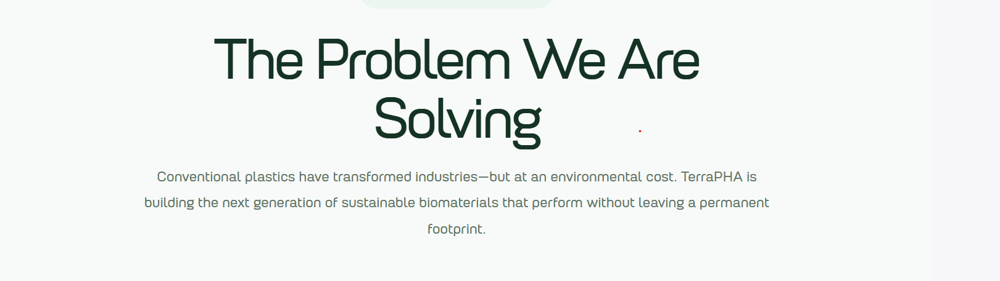 The Problem We Are
Solving
Conventional plastics have transformed industries—but at an environmental cost. TerraPHA is
building the next generation of sustainable biomaterials that perform without leaving a permanent
footprint.